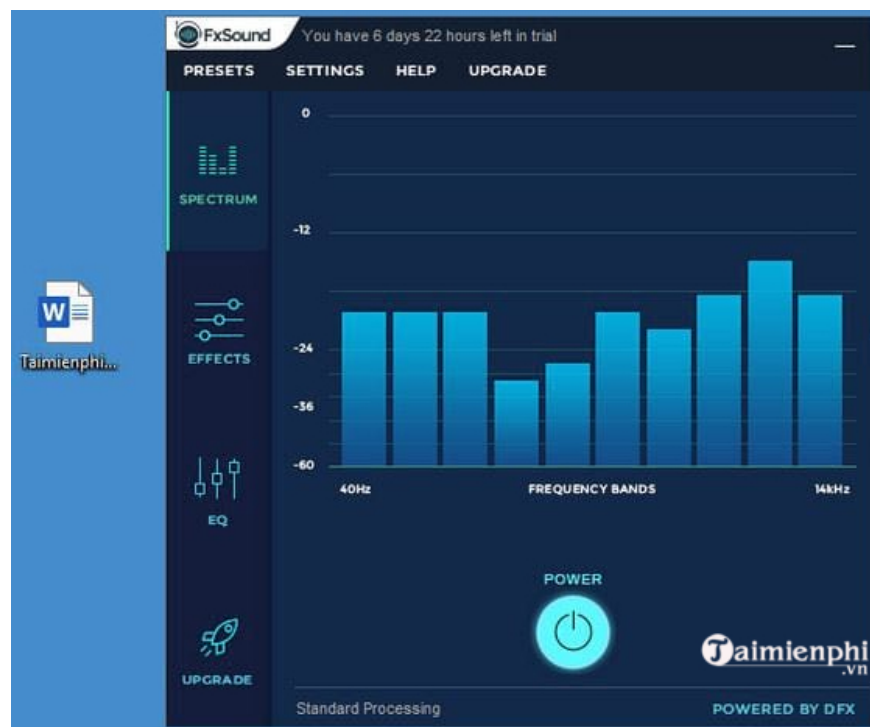 FxSound
You have 6 days 22 hours left in trial
PRESETS SETTINGS HELP UPGRADE
0
SPECTRUM
-12
W
Taimienphi...
EFFECTS
-24
-36
-60
40Hz FREQUENCY BANDS 14kHz
EQ
POWER
UPGRADE
Taimienphi
.vn
Standard Processing POWERED BY DFX